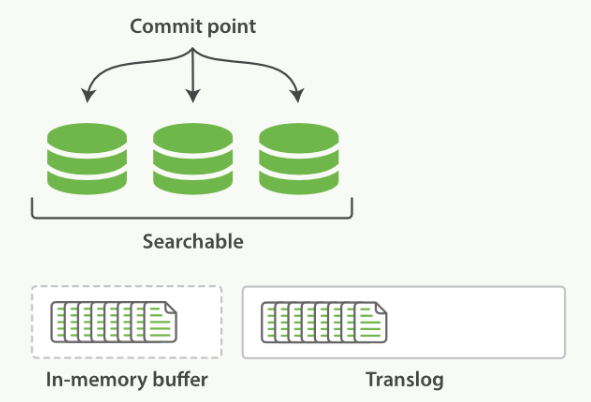 Commit point
Searchable
In-memory buffer
Translog